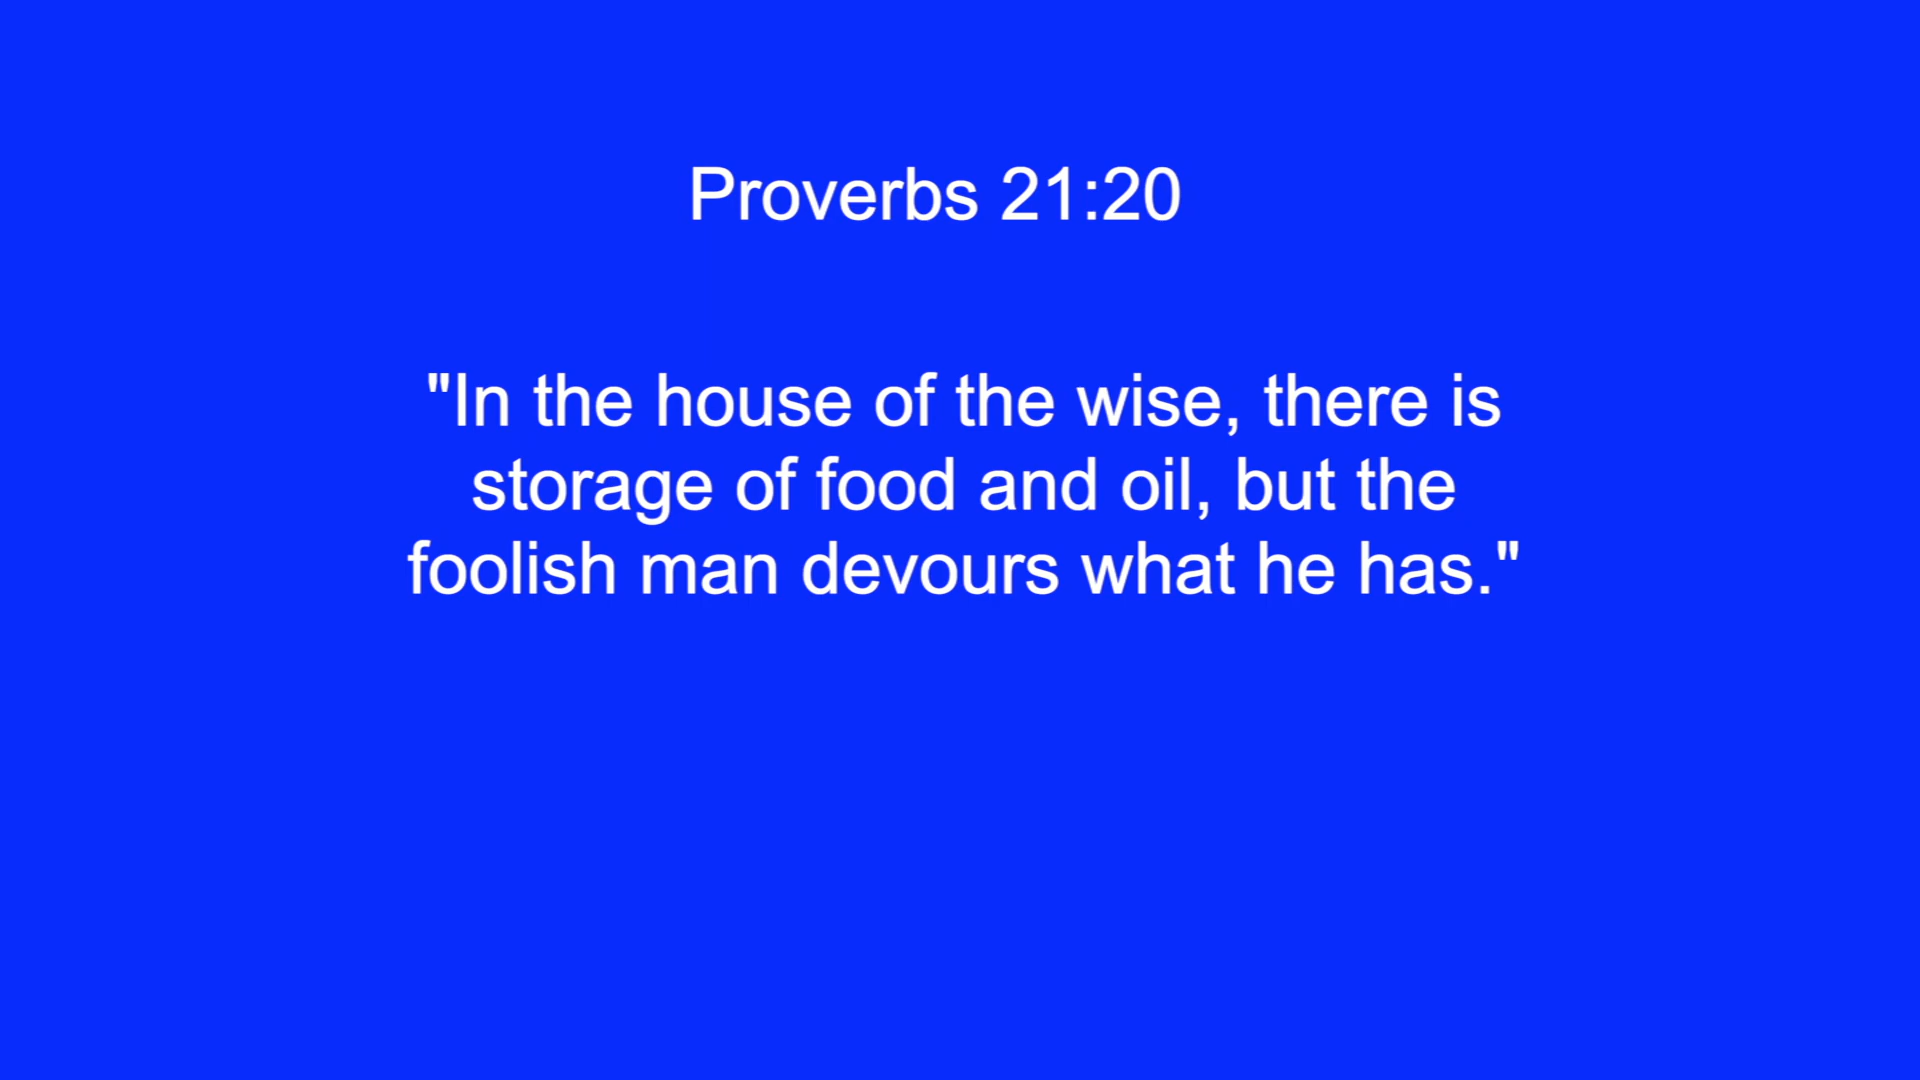 Proverbs 21:20
"In the house of the wise, there is
storage of food and oil, but the
foolish man devours what he has."